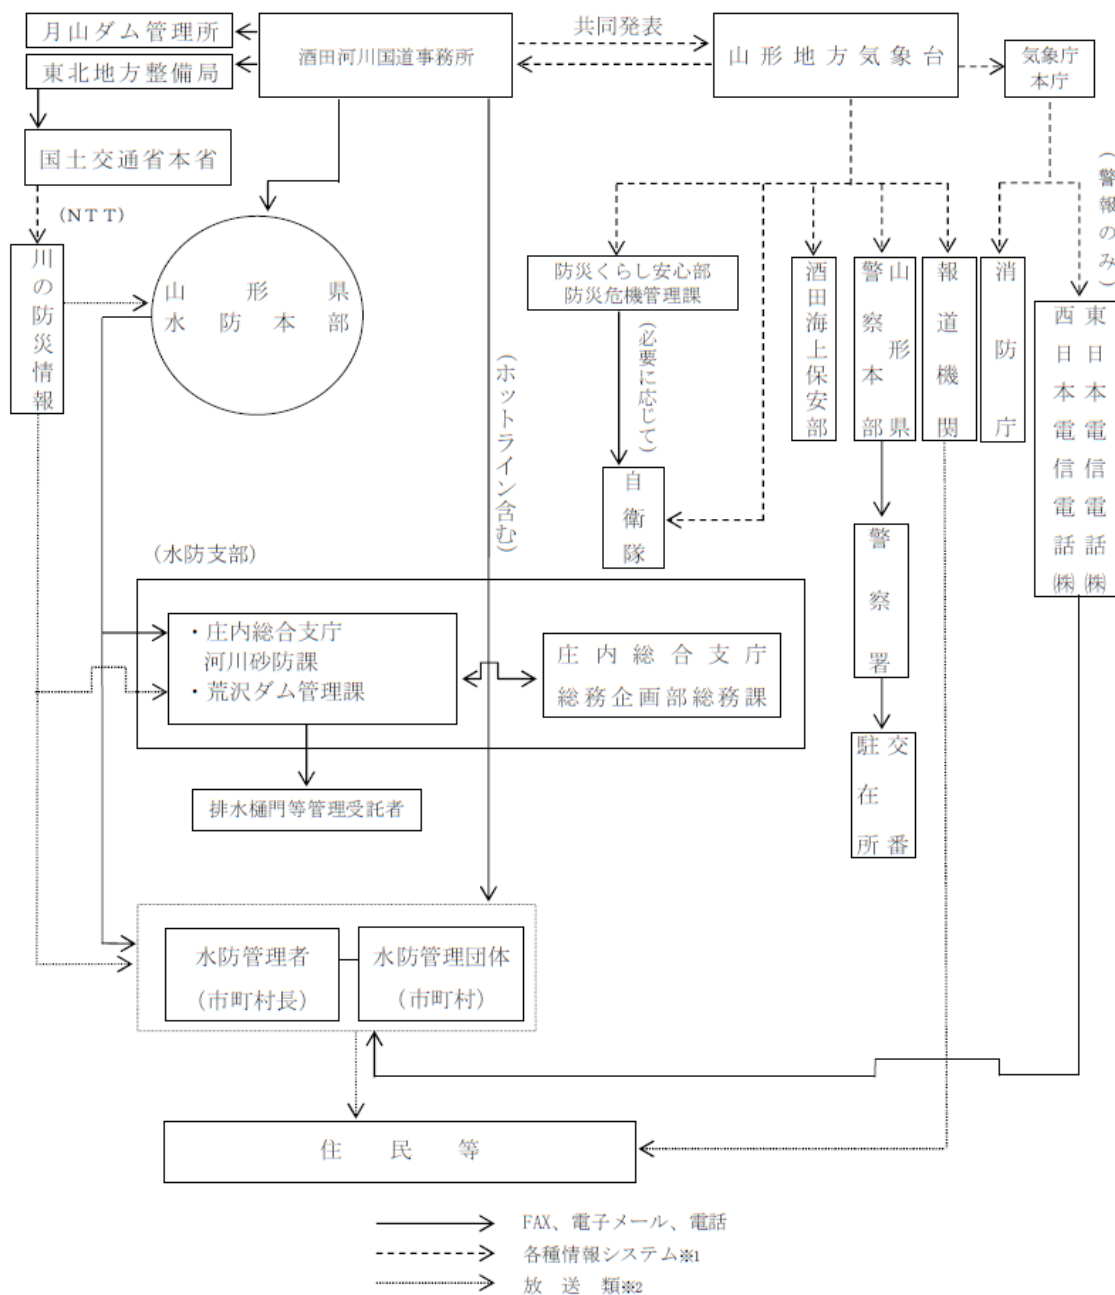 月山ダム管理所
東北地方整備局
国土交通省本省
(NTT)
川の防災情報
酒田河川国道事務所
共同発表
山形地方気象台
気象庁
本庁
(警報のみ)
山形県
水防本部
(ホットライン含む)
防災くらし安心部
防災危機管理課
(必要に応じて)
自衛隊
酒田海上保安部
山形県
警察本部
報道機関
消防庁
東日本電信電話㈱
西日本電信電話㈱
警察署
交番
駐在所
(水防支部)
・庄内総合支庁
河川砂防課
・荒沢ダム管理課
庄内総合支庁
総務企画部総務課
排水樋門等管理受託者
水防管理者
(市町村長)
水防管理団体
(市町村)
住民等
FAX、電子メール、電話
各種情報システム※1
放送類※2